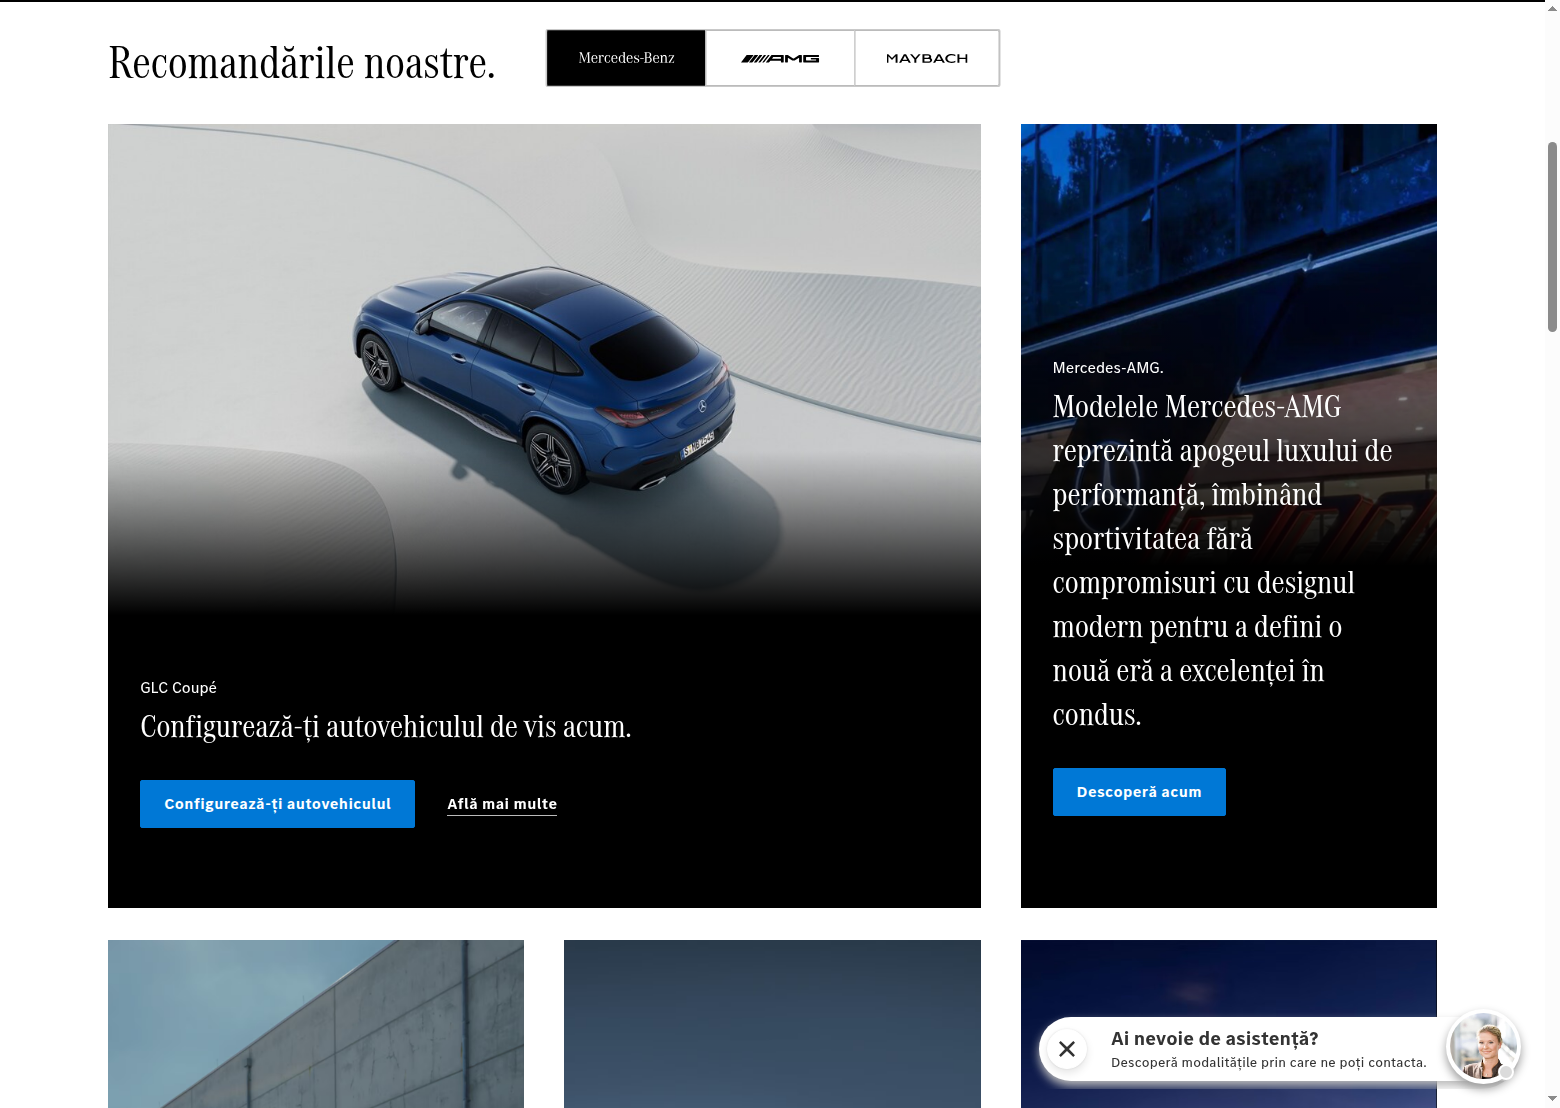 Recomandările noastre.
Mercedes-Benz
AMG
MAYBACH
GLC Coupé
Configurează-ți autovehiculul de vis acum.
Configurează-ți autovehiculul
Află mai multe
Mercedes-AMG.
Modelele Mercedes-AMG
reprezintă apogeul luxului de
performanță, îmbinând
sportivitatea fără
compromisuri cu designul
modern pentru a defini o
nouă eră a excelenței în
condus.
Descoperă acum
Ai nevoie de asistență?
Descoperă modalitățile prin care ne poți contacta.